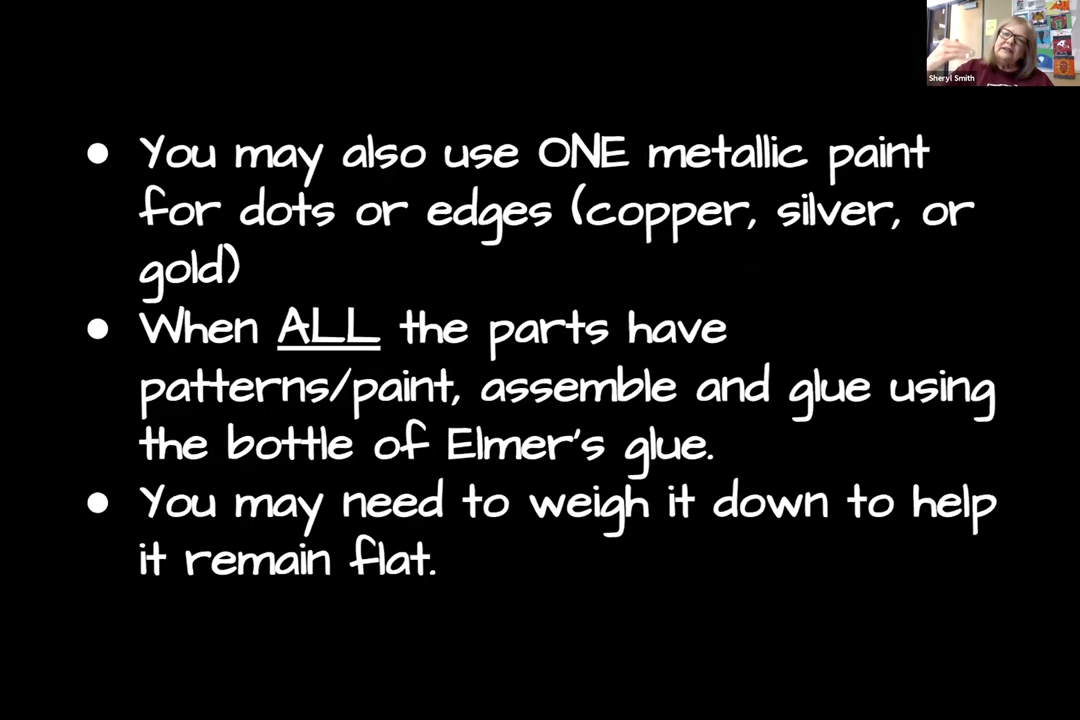 Sheryl Smith
• You may also use ONE metallic paint
for dots or edges (copper, silver, or
gold)
• When ALL the parts have
patterns/paint, assemble and glue using
the bottle of Elmer's glue.
• You may need to weigh it down to help
it remain flat.